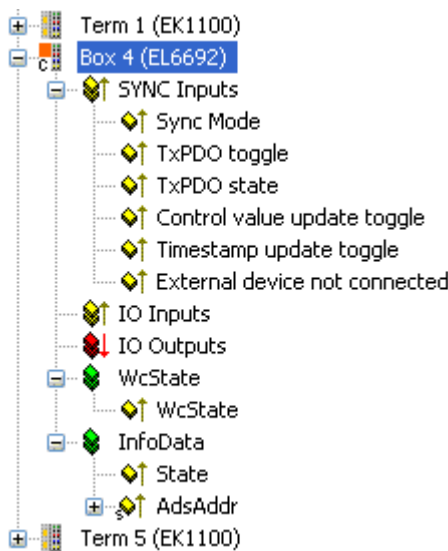 Term 1 (EK1100)
Box 4 (EL6692)
SYNC Inputs
Sync Mode
TxPDO toggle
TxPDO state
Control value update toggle
Timestamp update toggle
External device not connected
IO Inputs
IO Outputs
WcState
WcState
InfoData
State
AdsAddr
Term 5 (EK1100)